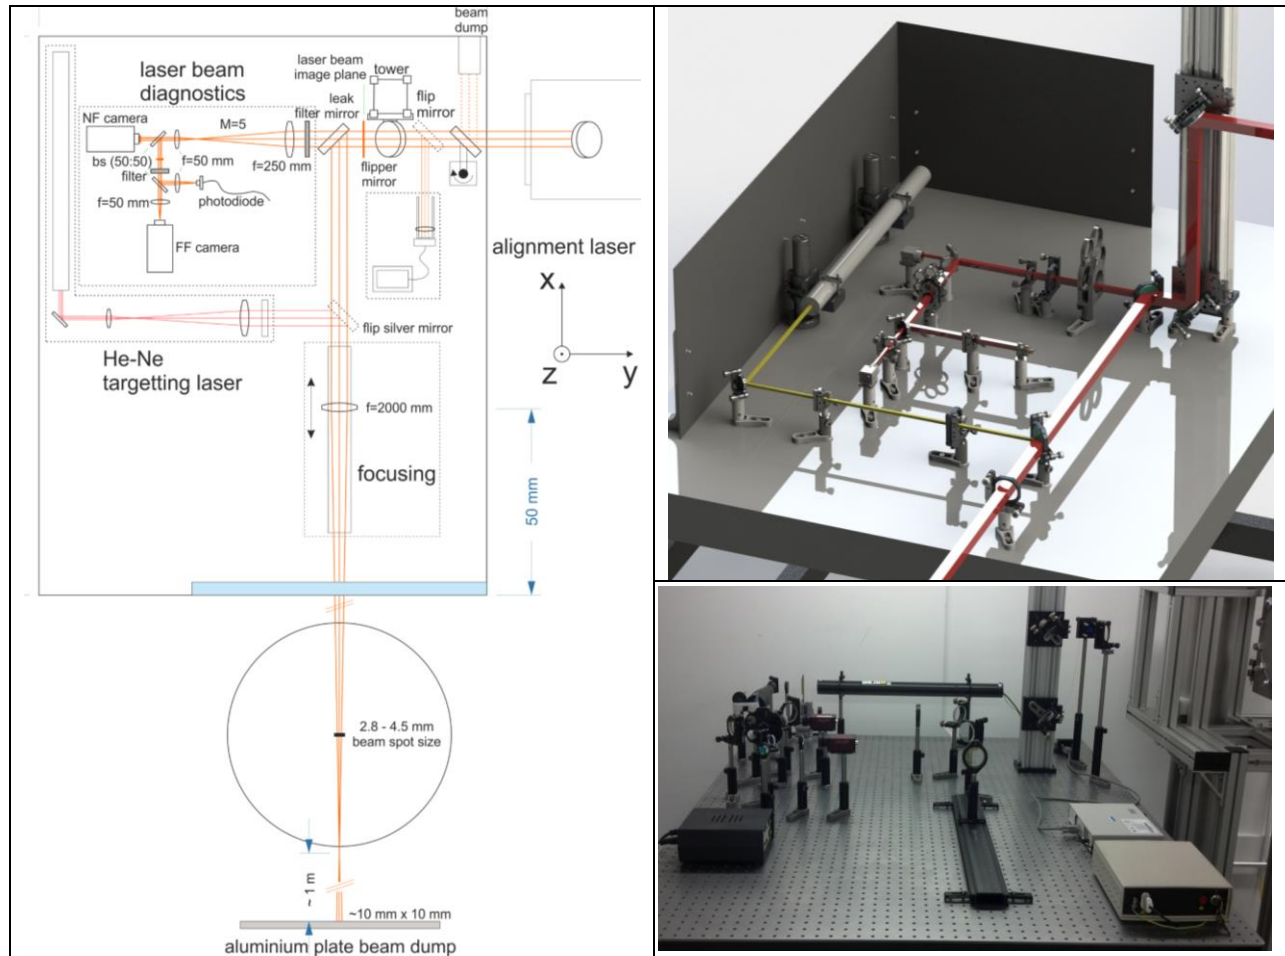 beam
dump
laser beam
image plane
tower
laser beam
diagnostics
leak
mirror
flip
mirror
filter
NF camera
M=5
bs (50:50)
filter
f=50 mm
f=250 mm
flipper
mirror
f=50 mm
photodiode
FF camera
alignment laser
x
z
y
flip silver mirror
He-Ne
targetting laser
f=2000 mm
focusing
50 mm
2.8 - 4.5 mm
beam spot size
~ 1 m
~10 mm x 10 mm
aluminium plate beam dump